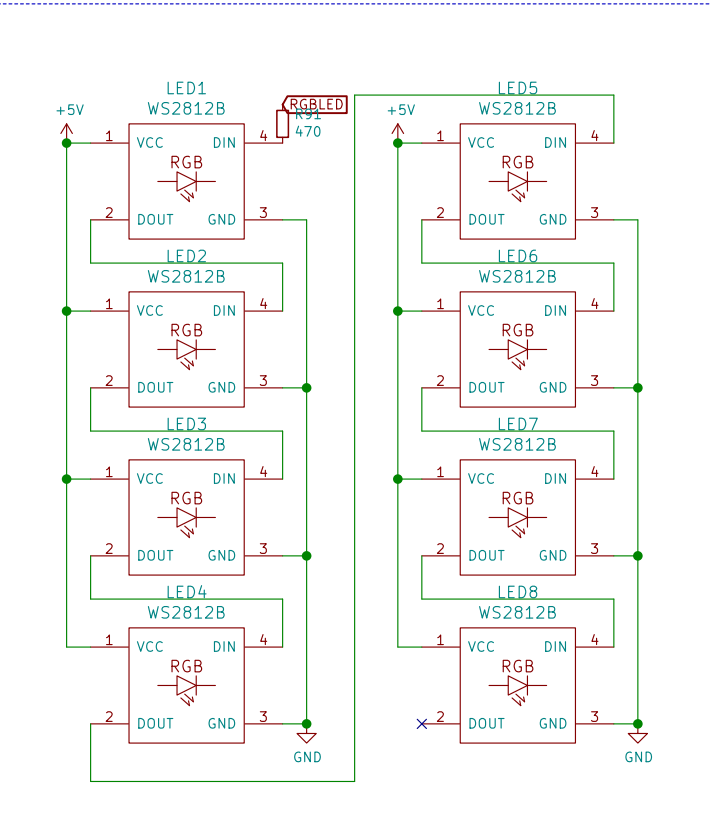 LED1
WS2812B
+5V
1 VCC DIN 4
RGBLED
R91
470
RGB
2 DOUT GND 3
LED2
WS2812B
1 VCC DIN 4
RGB
2 DOUT GND 3
LED3
WS2812B
1 VCC DIN 4
RGB
2 DOUT GND 3
LED4
WS2812B
1 VCC DIN 4
RGB
2 DOUT GND 3
GND
LED5
WS2812B
+5V
1 VCC DIN 4
RGB
2 DOUT GND 3
LED6
WS2812B
1 VCC DIN 4
RGB
2 DOUT GND 3
LED7
WS2812B
1 VCC DIN 4
RGB
2 DOUT GND 3
LED8
WS2812B
1 VCC DIN 4
RGB
2 DOUT GND 3
GND